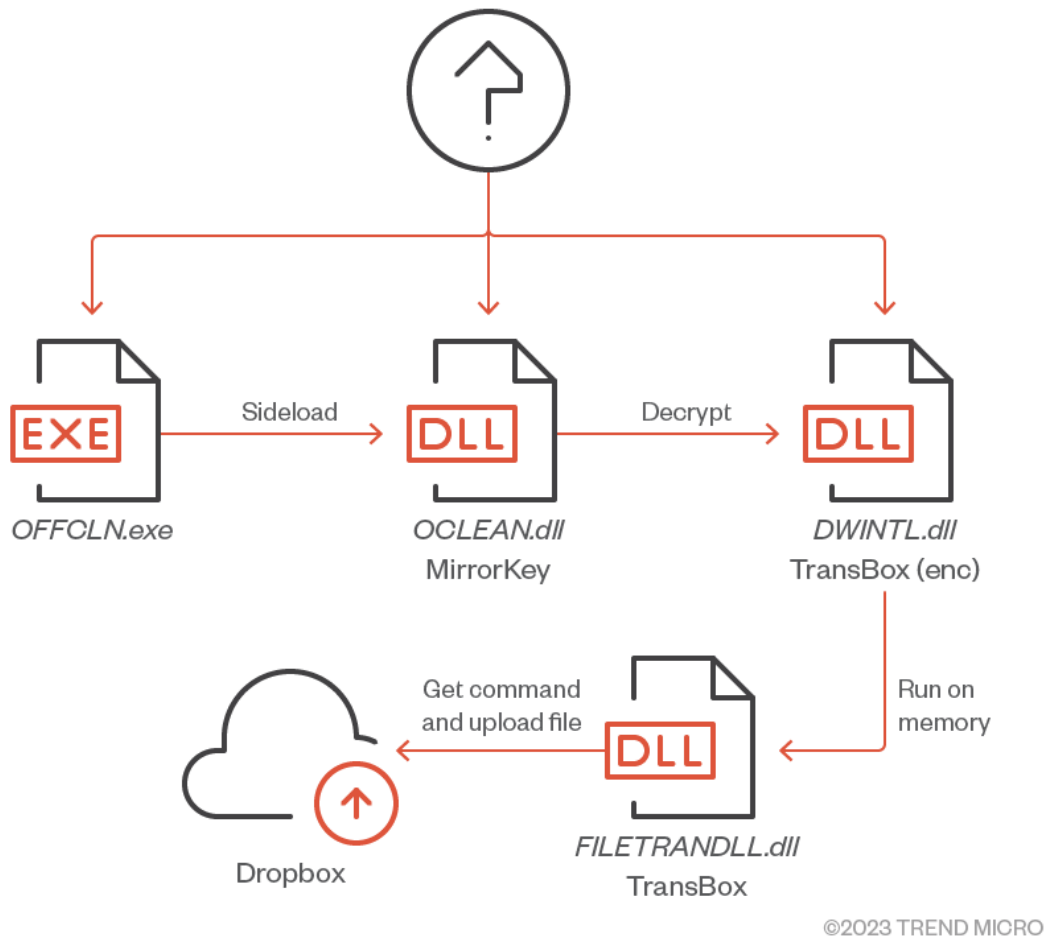 EXE
Sideload
DLL
Decrypt
DLL
OFFCLN.exe
OCLEAN.dll
MirrorKey
DWINTL.dll
TransBox (enc)
Get command
and upload file
Run on
memory
DLL
Dropbox
FILETRANDLL.dll
TransBox
©2023 TREND MICRO